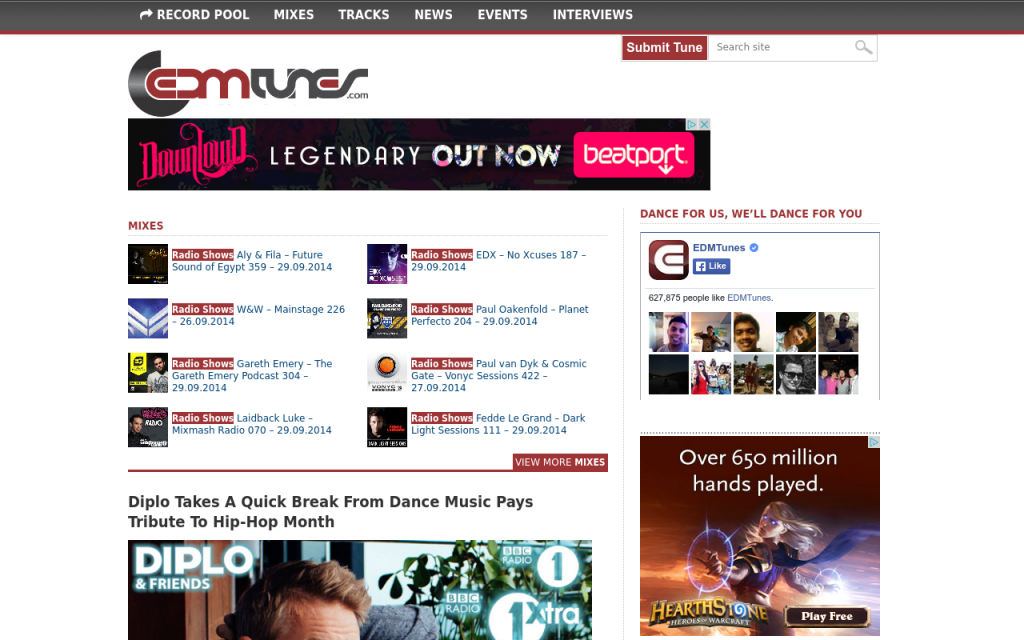 RECORD POOL MIXES TRACKS NEWS EVENTS INTERVIEWS
Submit Tune Search site
EDMTUNES.com
DOWNLOWD LEGENDARY OUT NOW beatport
MIXES
Radio Shows Aly & Fila – Future
Sound of Egypt 359 – 29.09.2014
Radio Shows EDX – No Xcuses 187 –
29.09.2014
Radio Shows W&W – Mainstage 226
– 26.09.2014
Radio Shows Paul Oakenfold – Planet
Perfecto 204 – 29.09.2014
Radio Shows Gareth Emery – The
Gareth Emery Podcast 304 –
29.09.2014
Radio Shows Paul van Dyk & Cosmic
Gate – Vonyc Sessions 422 –
27.09.2014
Radio Shows Laidback Luke –
Mixmash Radio 070 – 29.09.2014
Radio Shows Fedde Le Grand – Dark
Light Sessions 111 – 29.09.2014
VIEW MORE MIXES
Diplo Takes A Quick Break From Dance Music Pays
Tribute To Hip-Hop Month
DIPLO
& FRIENDS
BBC
RADIO
1
BBC
RADIO
1Xtra
DANCE FOR US, WE'LL DANCE FOR YOU
EDMTunes
Like
627,875 people like EDMTunes.
Over 650 million
hands played.
HEARTHSTONE
HEROES OF WARCRAFT
Play Free